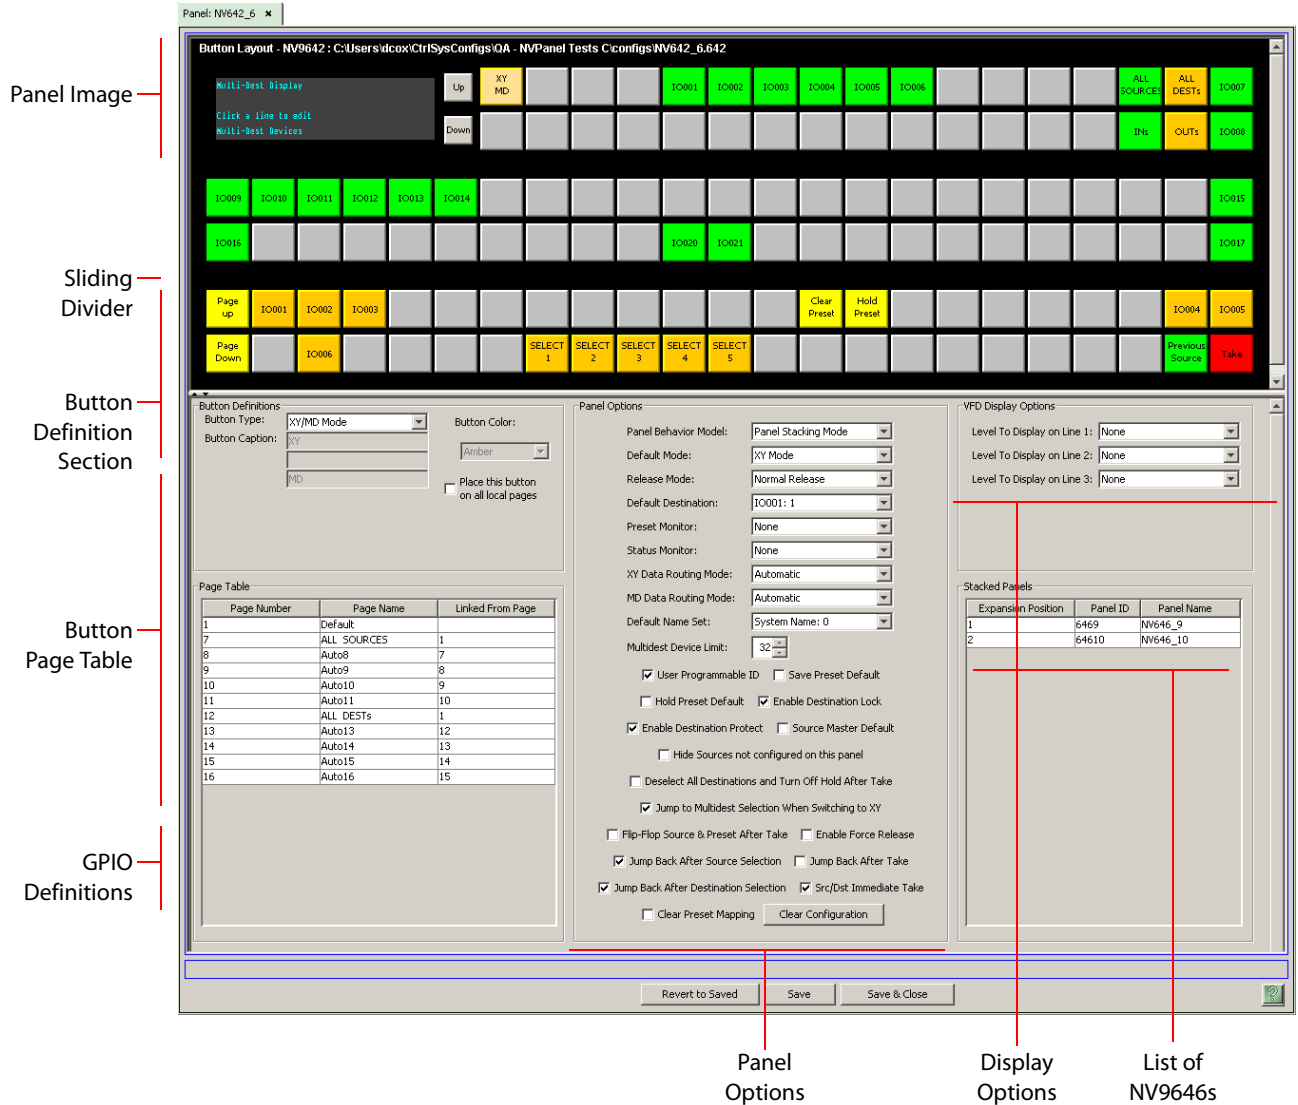 Panel: NV642_6 ×
Button Layout - NV9642 : C:\Users\dcox\CtrlSysConfigs\QA - NVPanel Tests C\configs\NV642_6.642
Panel Image
Multi-Dest Display
Click a line to edit
Multi-Dest Devices
Up
XY MD
IO001 IO002 IO003 IO004 IO005 IO006
ALL SOURCES
ALL DESTs
IO007
Down
INs
OUTs
IO008
IO009 IO010 IO011 IO012 IO013 IO014
IO015
IO016
IO020 IO021
IO017
Sliding
Divider
Page up
IO001 IO002 IO003
Clear Preset
Hold Preset
IO004 IO005
Page Down
IO006
SELECT 1
SELECT 2
SELECT 3
SELECT 4
SELECT 5
Previous Source
Take
Button
Definition
Section
Button Definitions
Button Type: XY/MD Mode
Button Caption: XY
MD
Button Color:
Amber
Place this button
on all local pages
Panel Options
Panel Behavior Model: Panel Stacking Mode
Default Mode: XY Mode
Release Mode: Normal Release
Default Destination: IO001: 1
Preset Monitor: None
Status Monitor: None
XY Data Routing Mode: Automatic
MD Data Routing Mode: Automatic
Default Name Set: System Name: 0
Multidest Device Limit: 32
User Programmable ID Save Preset Default
Hold Preset Default Enable Destination Lock
Enable Destination Protect Source Master Default
Hide Sources not configured on this panel
Deselect All Destinations and Turn Off Hold After Take
Jump to Multidest Selection When Switching to XY
Flip-Flop Source & Preset After Take Enable Force Release
Jump Back After Source Selection Jump Back After Take
Jump Back After Destination Selection Src/Dst Immediate Take
Clear Preset Mapping Clear Configuration
VFD Display Options
Level To Display on Line 1: None
Level To Display on Line 2: None
Level To Display on Line 3: None
Button
Page Table
Page Table
Page Number Page Name Linked From Page
1 Default
7 ALL SOURCES 1
8 Auto8 7
9 Auto9 8
10 Auto10 9
11 Auto11 10
12 ALL DESTs 1
13 Auto13 12
14 Auto14 13
15 Auto15 14
16 Auto16 15
Stacked Panels
Expansion Position Panel ID Panel Name
1 6469 NV646_9
2 64610 NV646_10
GPIO
Definitions
Revert to Saved Save Save & Close ?
Panel
Options
Display
Options
List of
NV9646s